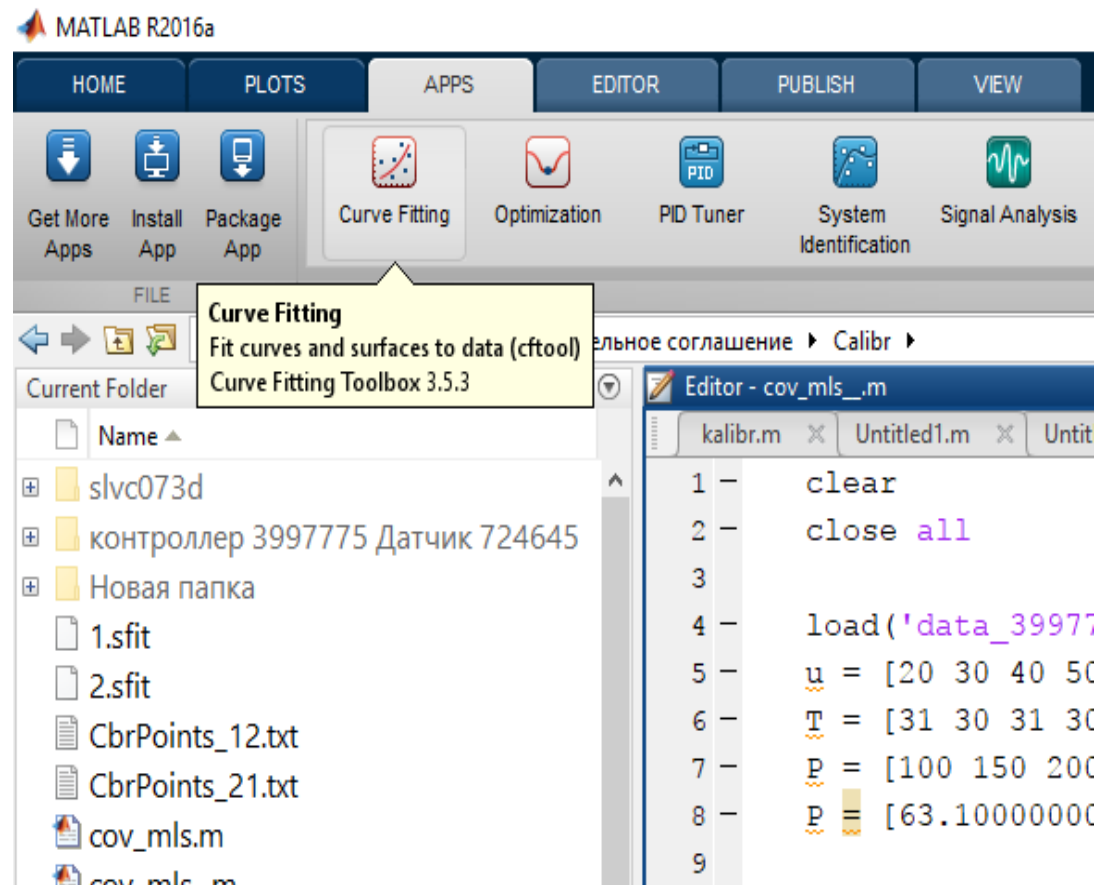 MATLAB R2016a
HOME PLOTS APPS EDITOR PUBLISH VIEW
Get More Apps
Install App
Package App
Curve Fitting
Optimization
PID
PID Tuner
System Identification
Signal Analysis
FILE
Curve Fitting
Fit curves and surfaces to data (cftool)
Curve Fitting Toolbox 3.5.3
ельное соглашение Calibr
Current Folder
Name
slvc073d
контроллер 3997775 Датчик 724645
Новая папка
1.sfit
2.sfit
CbrPoints_12.txt
CbrPoints_21.txt
cov_mls.m
Editor - cov_mls__.m
kalibr.m Untitled1.m Untit
1 clear
2 close all
3
4 load('data_39977
5 u = [20 30 40 50
6 T = [31 30 31 30
7 P = [100 150 200
8 P = [63.10000000
9